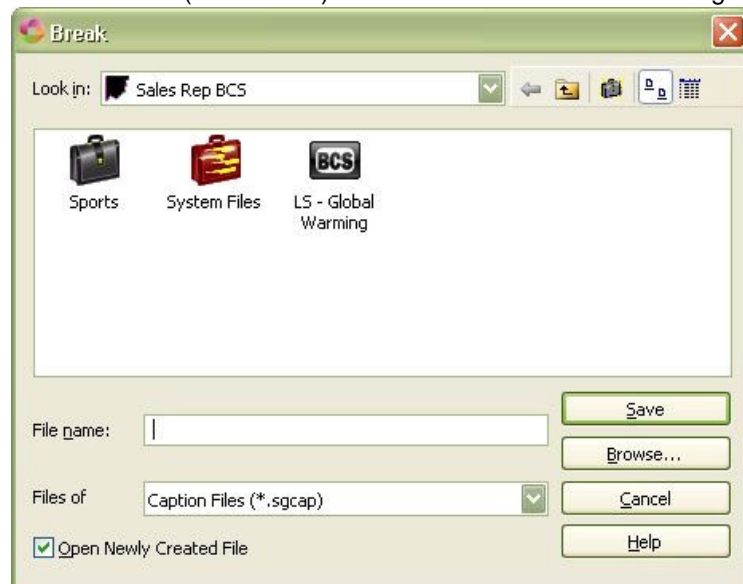 Break
Look in: Sales Rep BCS
BCS
Sports System Files LS - Global
Warming
Save
File name:
Browse...
Files of Caption Files (*.sgcap) Cancel
Open Newly Created File Help